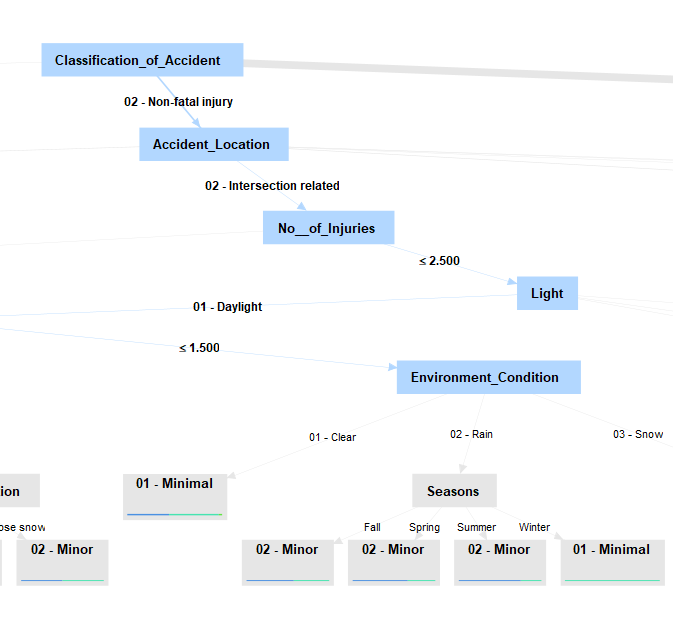 Classification_of_Accident
02 - Non-fatal injury
Accident_Location
02 - Intersection related
No__of_Injuries
≤ 2.500
Light
01 - Daylight
≤ 1.500
Environment_Condition
01 - Clear
02 - Rain
03 - Snow
01 - Minimal
ion
Seasons
ose snow
Fall
Spring
Summer
Winter
02 - Minor
02 - Minor
02 - Minor
02 - Minor
01 - Minimal